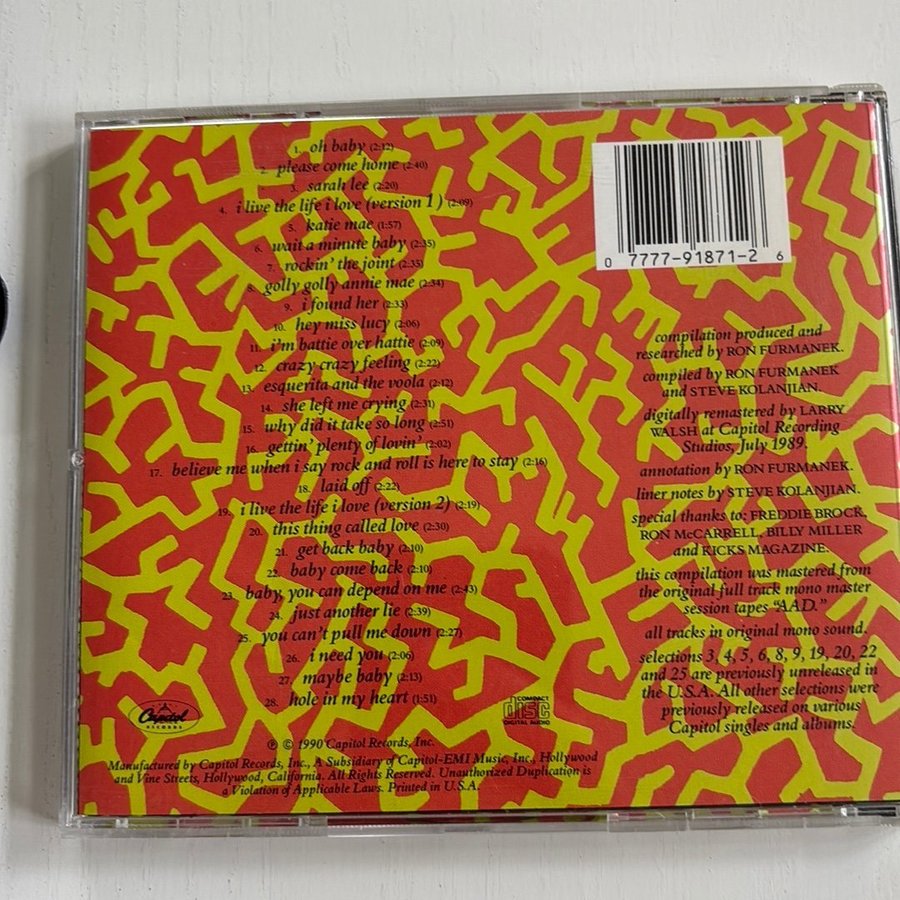 1. oh baby (2:12)
2. please come home (2:40)
3. sarah lee (2:20)
4. i live the life i love (version 1) (2:09)
5. katie mae (1:57)
6. wait a minute baby (2:35)
7. rockin' the joint (2:35)
8. golly golly annie mae (2:34)
9. i found her (2:33)
10. hey miss lucy (2:06)
11. i'm battie over hattie (2:09)
12. crazy crazy feeling (2:22)
13. esquerita and the voola (2:12)
14. she left me crying (2:31)
15. why did it take so long (2:51)
16. gettin' plenty of lovin' (2:02)
17. believe me when i say rock and roll is here to stay (2:16)
18. laid off (2:22)
19. i live the life i love (version 2) (2:19)
20. this thing called love (2:30)
21. get back baby (2:10)
22. baby come back (2:10)
23. baby, you can depend on me (2:43)
24. just another lie (2:39)
25. you can't pull me down (2:27)
26. i need you (2:06)
27. maybe baby (2:13)
28. hole in my heart (1:51)
Capitol
RECORDS
COMPACT
disc
DIGITAL AUDIO
℗ © 1990 Capitol Records, Inc.
Manufactured by Capitol Records, Inc., A Subsidiary of Capitol-EMI Music, Inc., Hollywood
and Vine Streets, Hollywood, California. All Rights Reserved. Unauthorized Duplication is
a Violation of Applicable Laws. Printed in U.S.A.
0 7777-91871-2 6
compilation produced and
researched by RON FURMANEK.
compiled by RON FURMANEK
and STEVE KOLANJIAN.
digitally remastered by LARRY
WALSH at Capitol Recording
Studios, July 1989.
annotation by RON FURMANEK.
liner notes by STEVE KOLANJIAN.
special thanks to: FREDDIE BROCK,
RON McCARRELL, BILLY MILLER
and KICKS MAGAZINE.
this compilation was mastered from
the original full track mono master
session tapes "AAD."
all tracks in original mono sound.
selections 3, 4, 5, 6, 8, 9, 19, 20, 22
and 25 are previously unreleased in
the U.S.A. All other selections were
previously released on various
Capitol singles and albums.